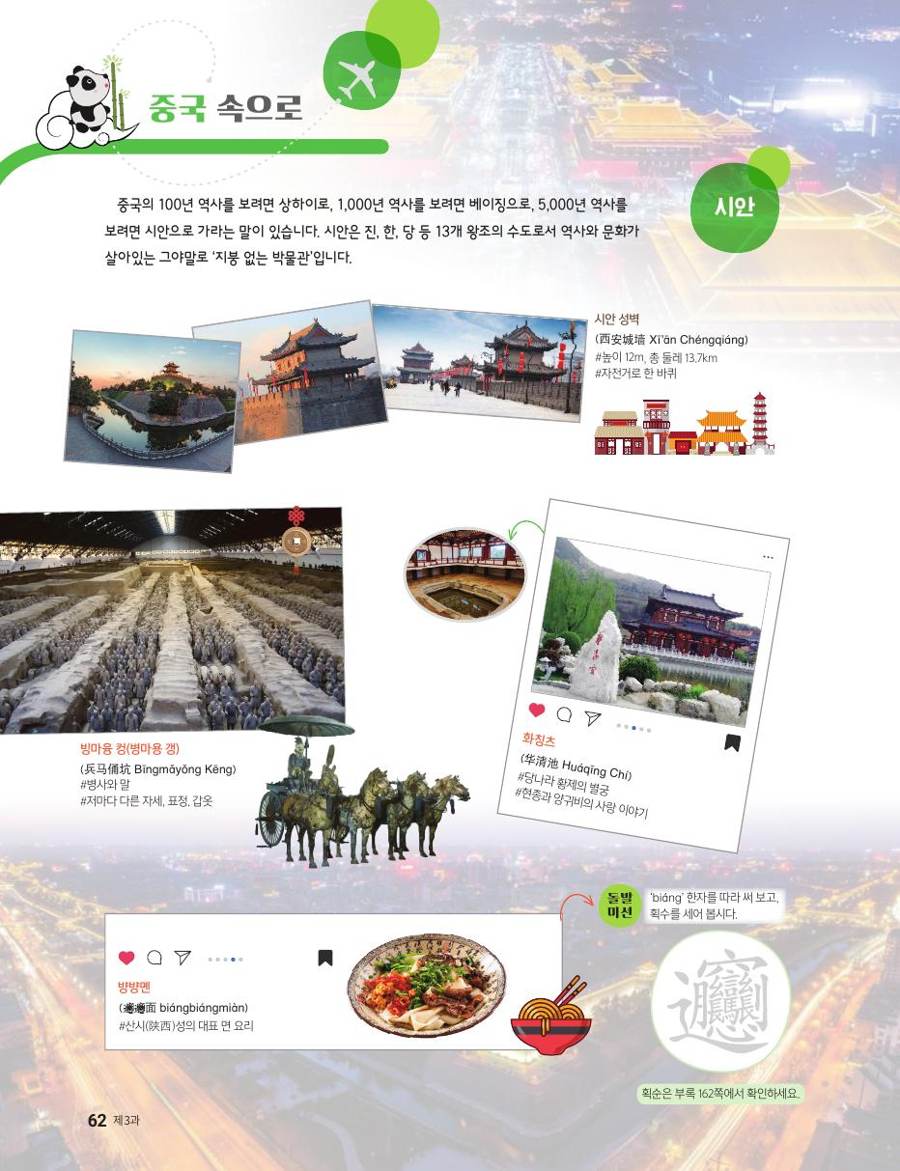 중국 속으로
시안
중국의 100년 역사를 보려면 상하이로, 1,000년 역사를 보려면 베이징으로, 5,000년 역사를
보려면 시안으로 가라는 말이 있습니다. 시안은 진, 한, 당 등 13개 왕조의 수도로서 역사와 문화가
살아있는 그야말로 ‘지붕 없는 박물관’입니다.
시안 성벽
(西安城墙 Xī’ān Chéngqiáng)
#높이 12m, 총 둘레 13.7km
#자전거로 한 바퀴
빙마융 컹(병마용 갱)
(兵马俑坑 Bīngmǎyǒng Kēng)
#병사와 말
#저마다 다른 자세, 표정, 갑옷
华清宫
화칭츠
(华清池 Huáqīng Chí)
#당나라 황제의 별궁
#현종과 양귀비의 사랑 이야기
뱡뱡몐
(𰻝𰻝面 biángbiángmiàn)
#산시(陕西)성의 대표 면 요리
돌발
미션
‘biáng’ 한자를 따라 써 보고,
획수를 세어 봅시다.
𰻞
획순은 부록 162쪽에서 확인하세요.
62 제3과